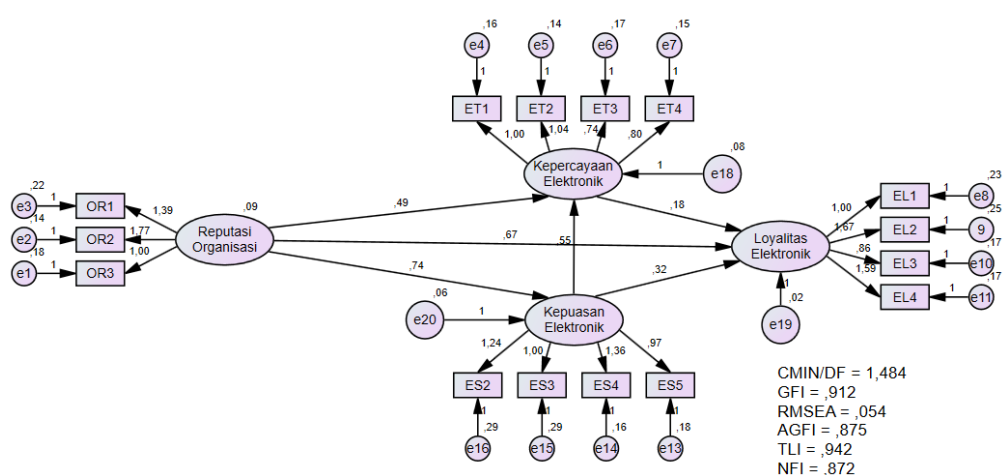 ,16 ,14 ,17 ,15
e4 e5 e6 e7
1 1 1 1
ET1 ET2 ET3 ET4
1,00 1,04 ,74 ,80
Kepercayaan
Elektronik
1
e18
,08
,22
e3 1 OR1
,14
e2 1 OR2
,18
e1 1 OR3
1,39
1,77
1,00
,09
Reputasi
Organisasi
,49
,67
,74
,55
,18
,32
Loyalitas
Elektronik
1
,02
e19
1,00
1,67
,86
1,59
EL1 1 e8 ,23
EL2 1 9 ,25
EL3 1 e10 ,17
EL4 1 e11 ,17
,06
e20
1
Kepuasan
Elektronik
1,24 1,00 1,36 ,97
ES2 ES3 ES4 ES5
1 1 1 1
,29 ,29 ,16 ,18
e16 e15 e14 e13
CMIN/DF = 1,484
GFI = ,912
RMSEA = ,054
AGFI = ,875
TLI = ,942
NFI = ,872